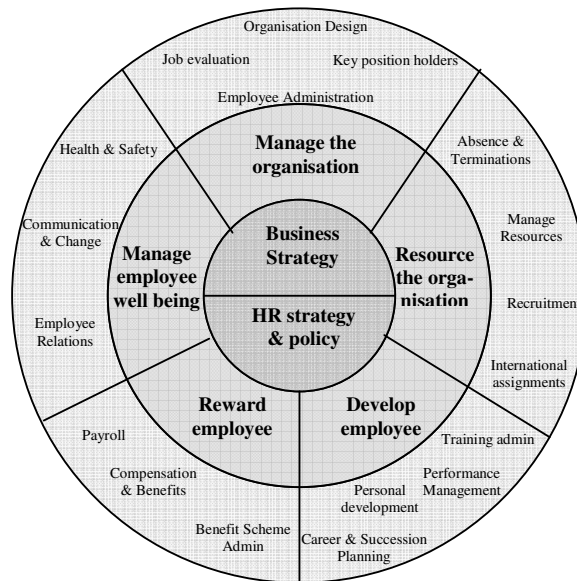 Organisation Design
Job evaluation
Key position holders
Employee Administration
Health & Safety
Absence &
Terminations
Manage the
organisation
Communication
& Change
Manage
Resources
Business
Strategy
Manage
employee
well being
Resource
the orga-
nisation
Recruitmen
HR strategy
& policy
Employee
Relations
International
assignments
Reward
employee
Develop
employee
Payroll
Training admin
Compensation
& Benefits
Performance
Management
Personal
development
Benefit Scheme
Admin
Career & Succession
Planning